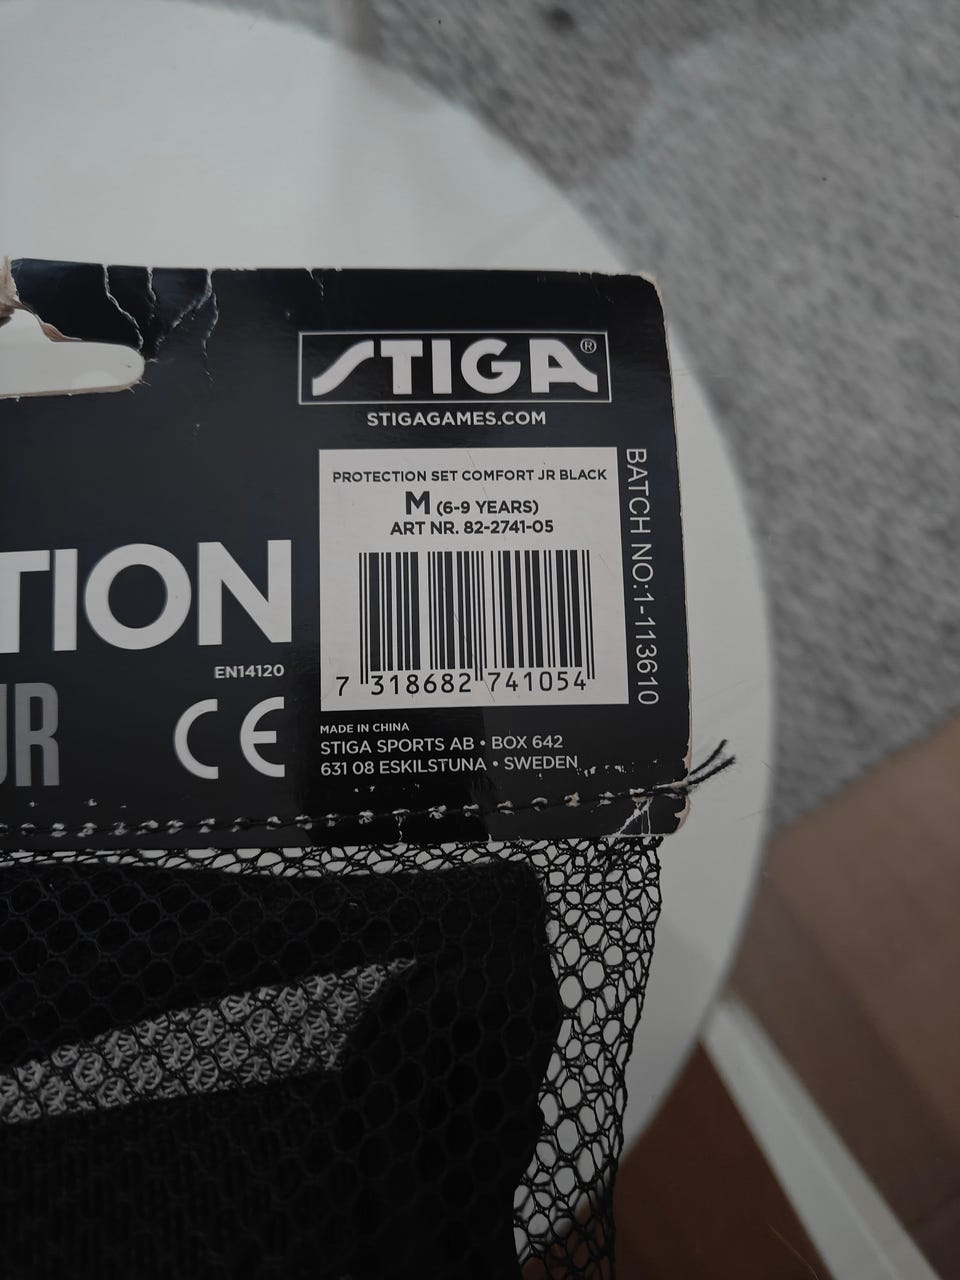 STIGA®
STIGAGAMES.COM
PROTECTION SET COMFORT JR BLACK
M (6-9 YEARS)
ART NR. 82-2741-05
7 318682 741054
BATCH NO:1-113610
TION
EN14120
UR
CE
MADE IN CHINA
STIGA SPORTS AB • BOX 642
631 08 ESKILSTUNA • SWEDEN